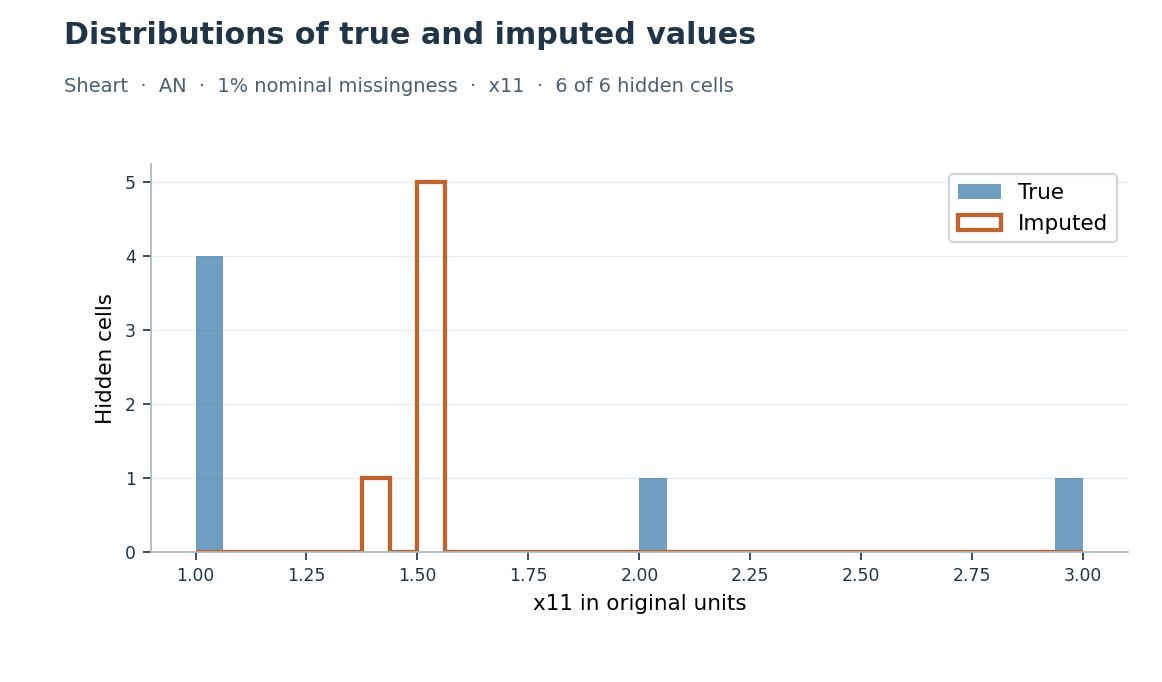 Distributions of true and imputed values
Sheart · AN · 1% nominal missingness · x11 · 6 of 6 hidden cells
True
Imputed
Hidden cells
5
4
3
2
1
0
1.00 1.25 1.50 1.75 2.00 2.25 2.50 2.75 3.00
x11 in original units